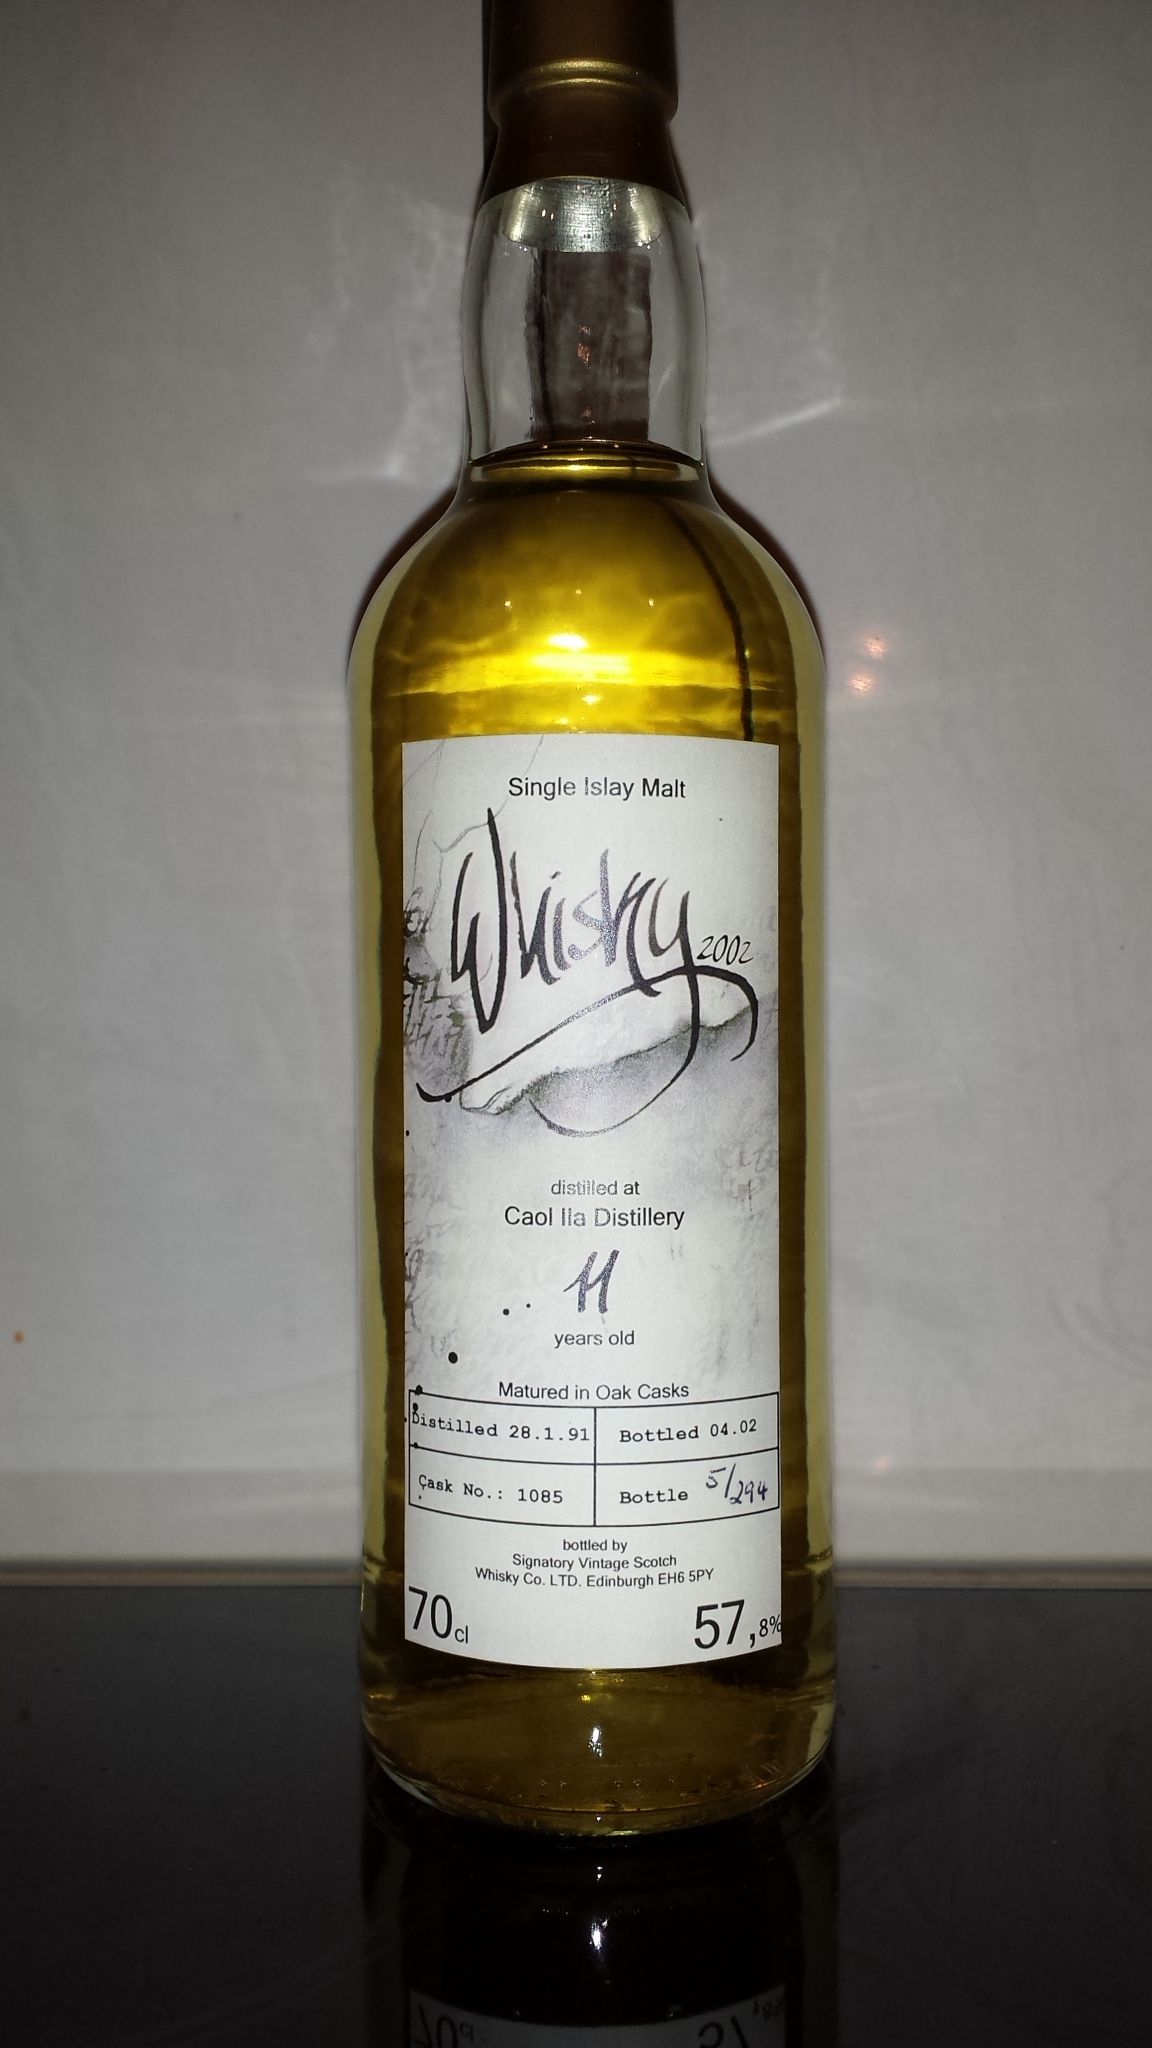 Single Islay Malt
Whisky 2002
distilled at
Caol Ila Distillery
11
years old
Matured in Oak Casks
Distilled 28.1.91
Bottled 04.02
Cask No.: 1085
Bottle 5/294
bottled by
Signatory Vintage Scotch
Whisky Co. LTD. Edinburgh EH6 5PY
70cl
57,8%